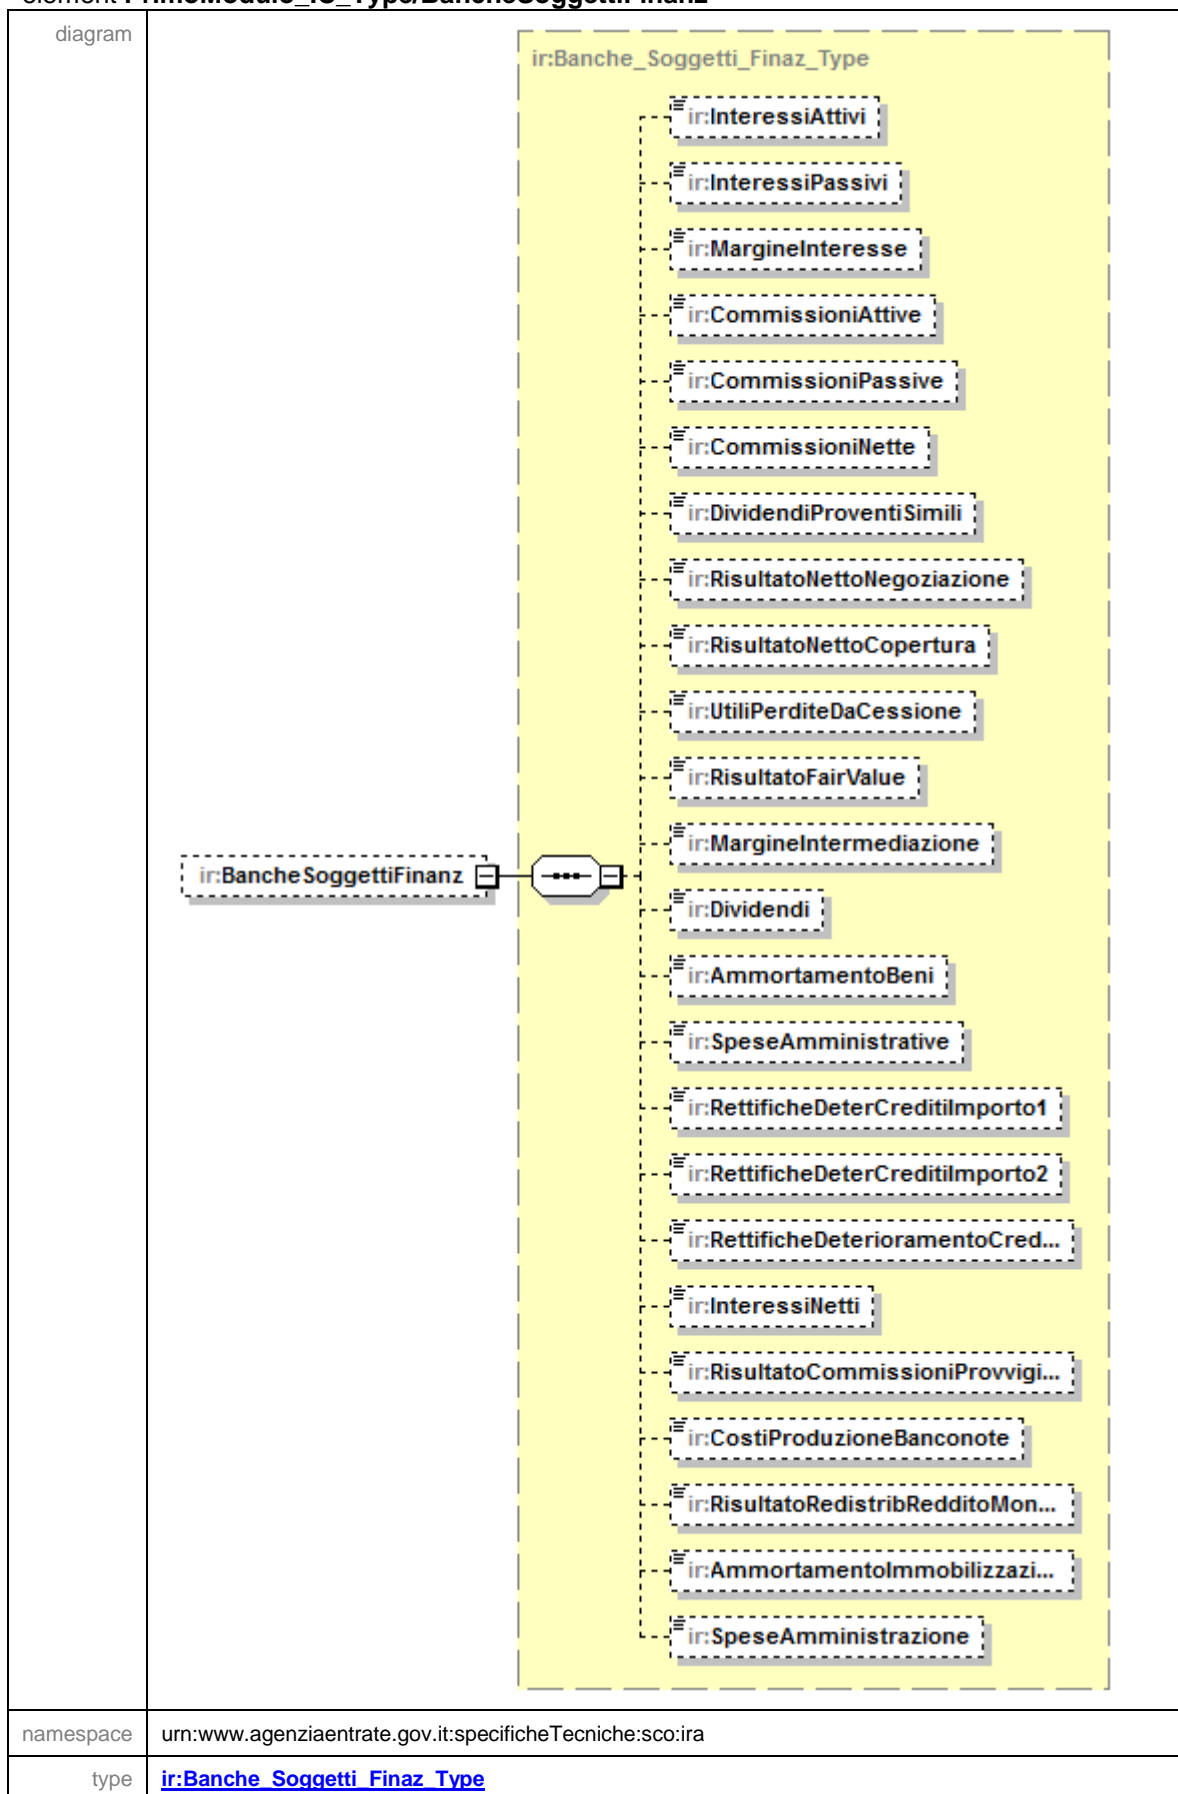 element PrimoModulo_IC_Type/BancheSoggettiFinanz
diagram
ir:Banche_Soggetti_Finaz_Type
ir:InteressiAttivi
ir:InteressiPassivi
ir:MargineInteresse
ir:CommissioniAttive
ir:CommissioniPassive
ir:CommissioniNette
ir:DividendiProventiSimili
ir:RisultatoNettoNegoziazione
ir:RisultatoNettoCopertura
ir:UtiliPerditeDaCessione
ir:RisultatoFairValue
ir:MargineIntermediazione
ir:BancheSoggettiFinanz
ir:Dividendi
ir:AmmortamentoBeni
ir:SpeseAmministrative
ir:RettificheDeterCreditiImporto1
ir:RettificheDeterCreditiImporto2
ir:RettificheDeterioramentoCred...
ir:InteressiNetti
ir:RisultatoCommissioniProvvigi...
ir:CostiProduzioneBanconote
ir:RisultatoRedistribRedditoMon...
ir:AmmortamentoImmobilizzazi...
ir:SpeseAmministrazione
namespace urn:www.agenziaentrate.gov.it:specificheTecniche:sco:ira
type ir:Banche_Soggetti_Finaz_Type